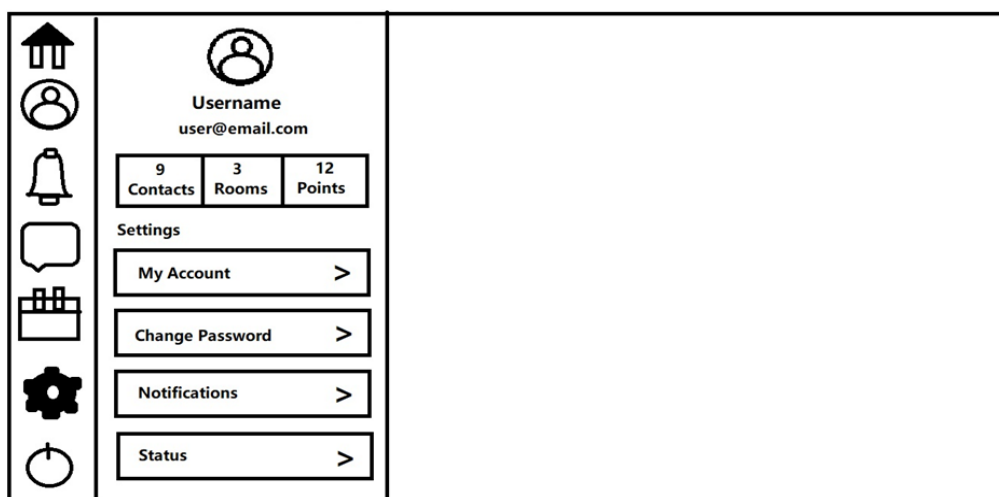 Username
user@email.com
9
Contacts
3
Rooms
12
Points
Settings
My Account >
Change Password >
Notifications >
Status >